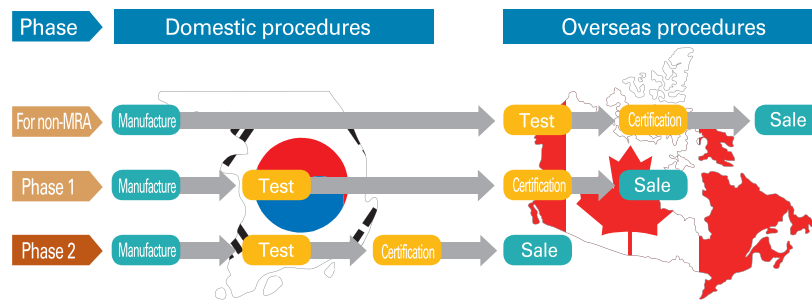 Phase Domestic procedures Overseas procedures
For non-MRA Manufacture Test Certification Sale
Phase 1 Manufacture Test Certification Sale
Phase 2 Manufacture Test Certification Sale